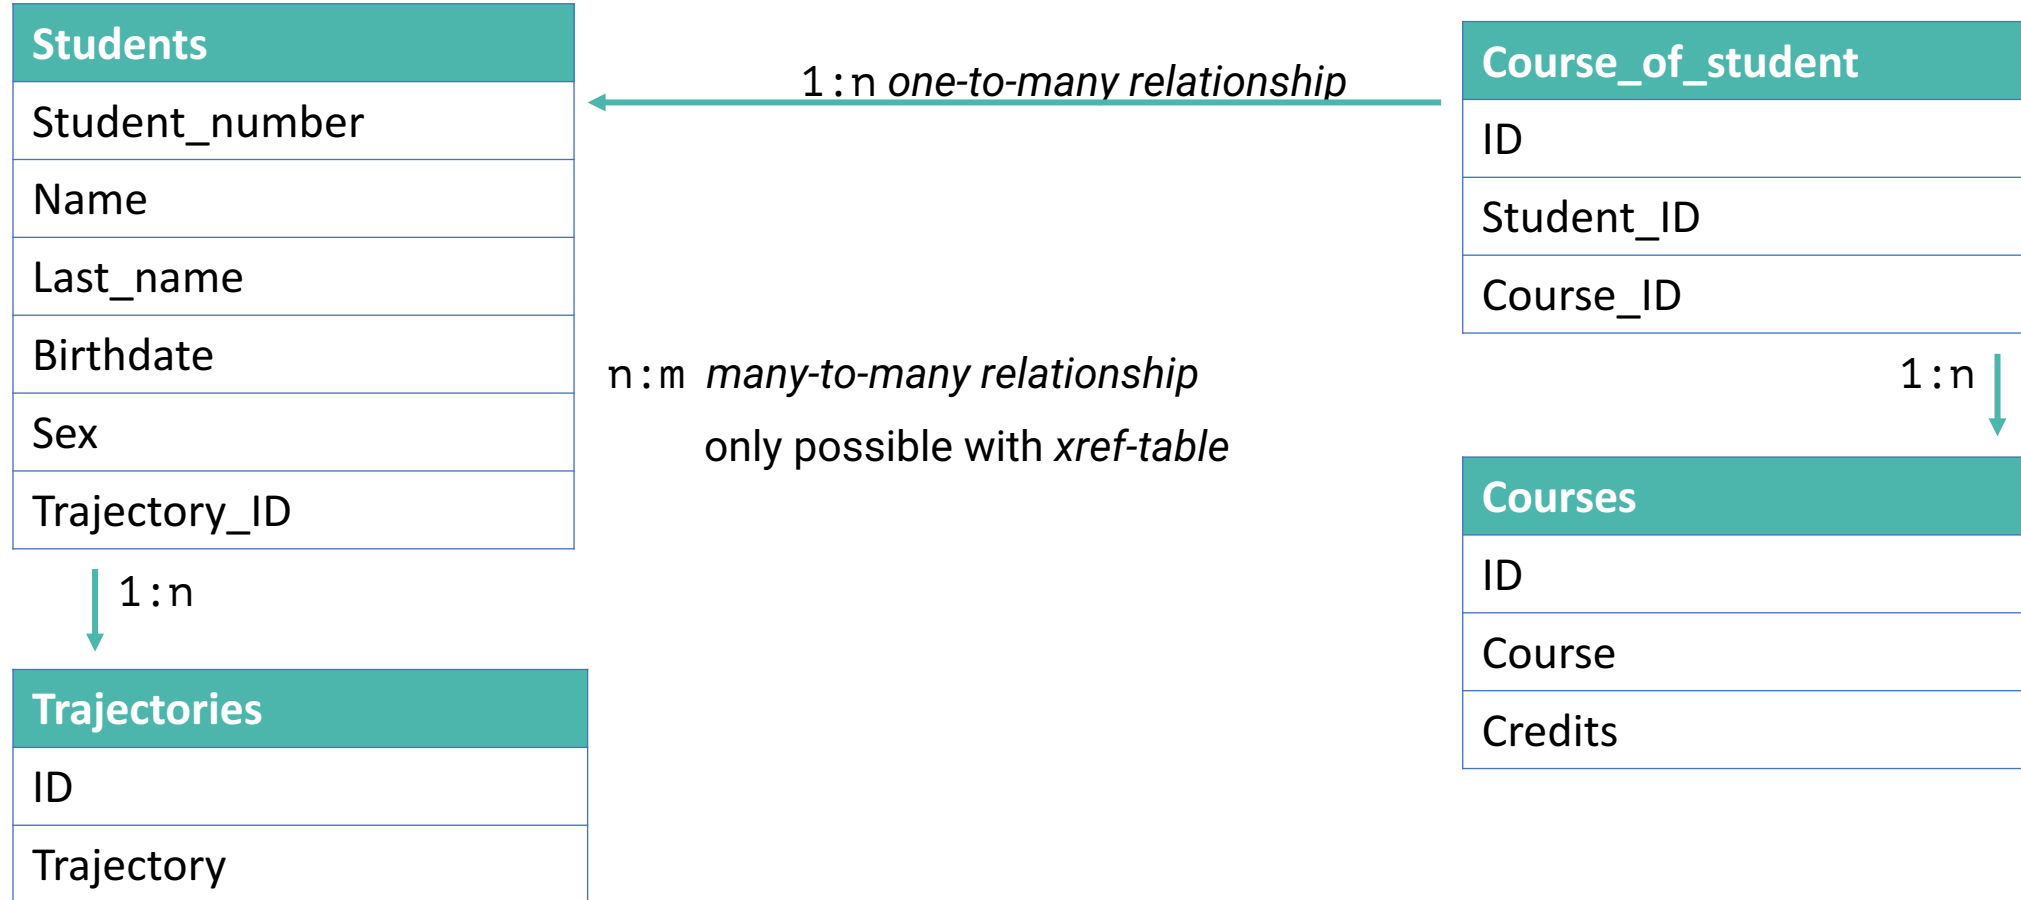 Students
Student_number
Name
Last_name
Birthdate
Sex
Trajectory_ID
1:n one-to-many relationship
Course_of_student
ID
Student_ID
Course_ID
n:m many-to-many relationship
only possible with xref-table
1:n
1:n
Trajectories
ID
Trajectory
Courses
ID
Course
Credits